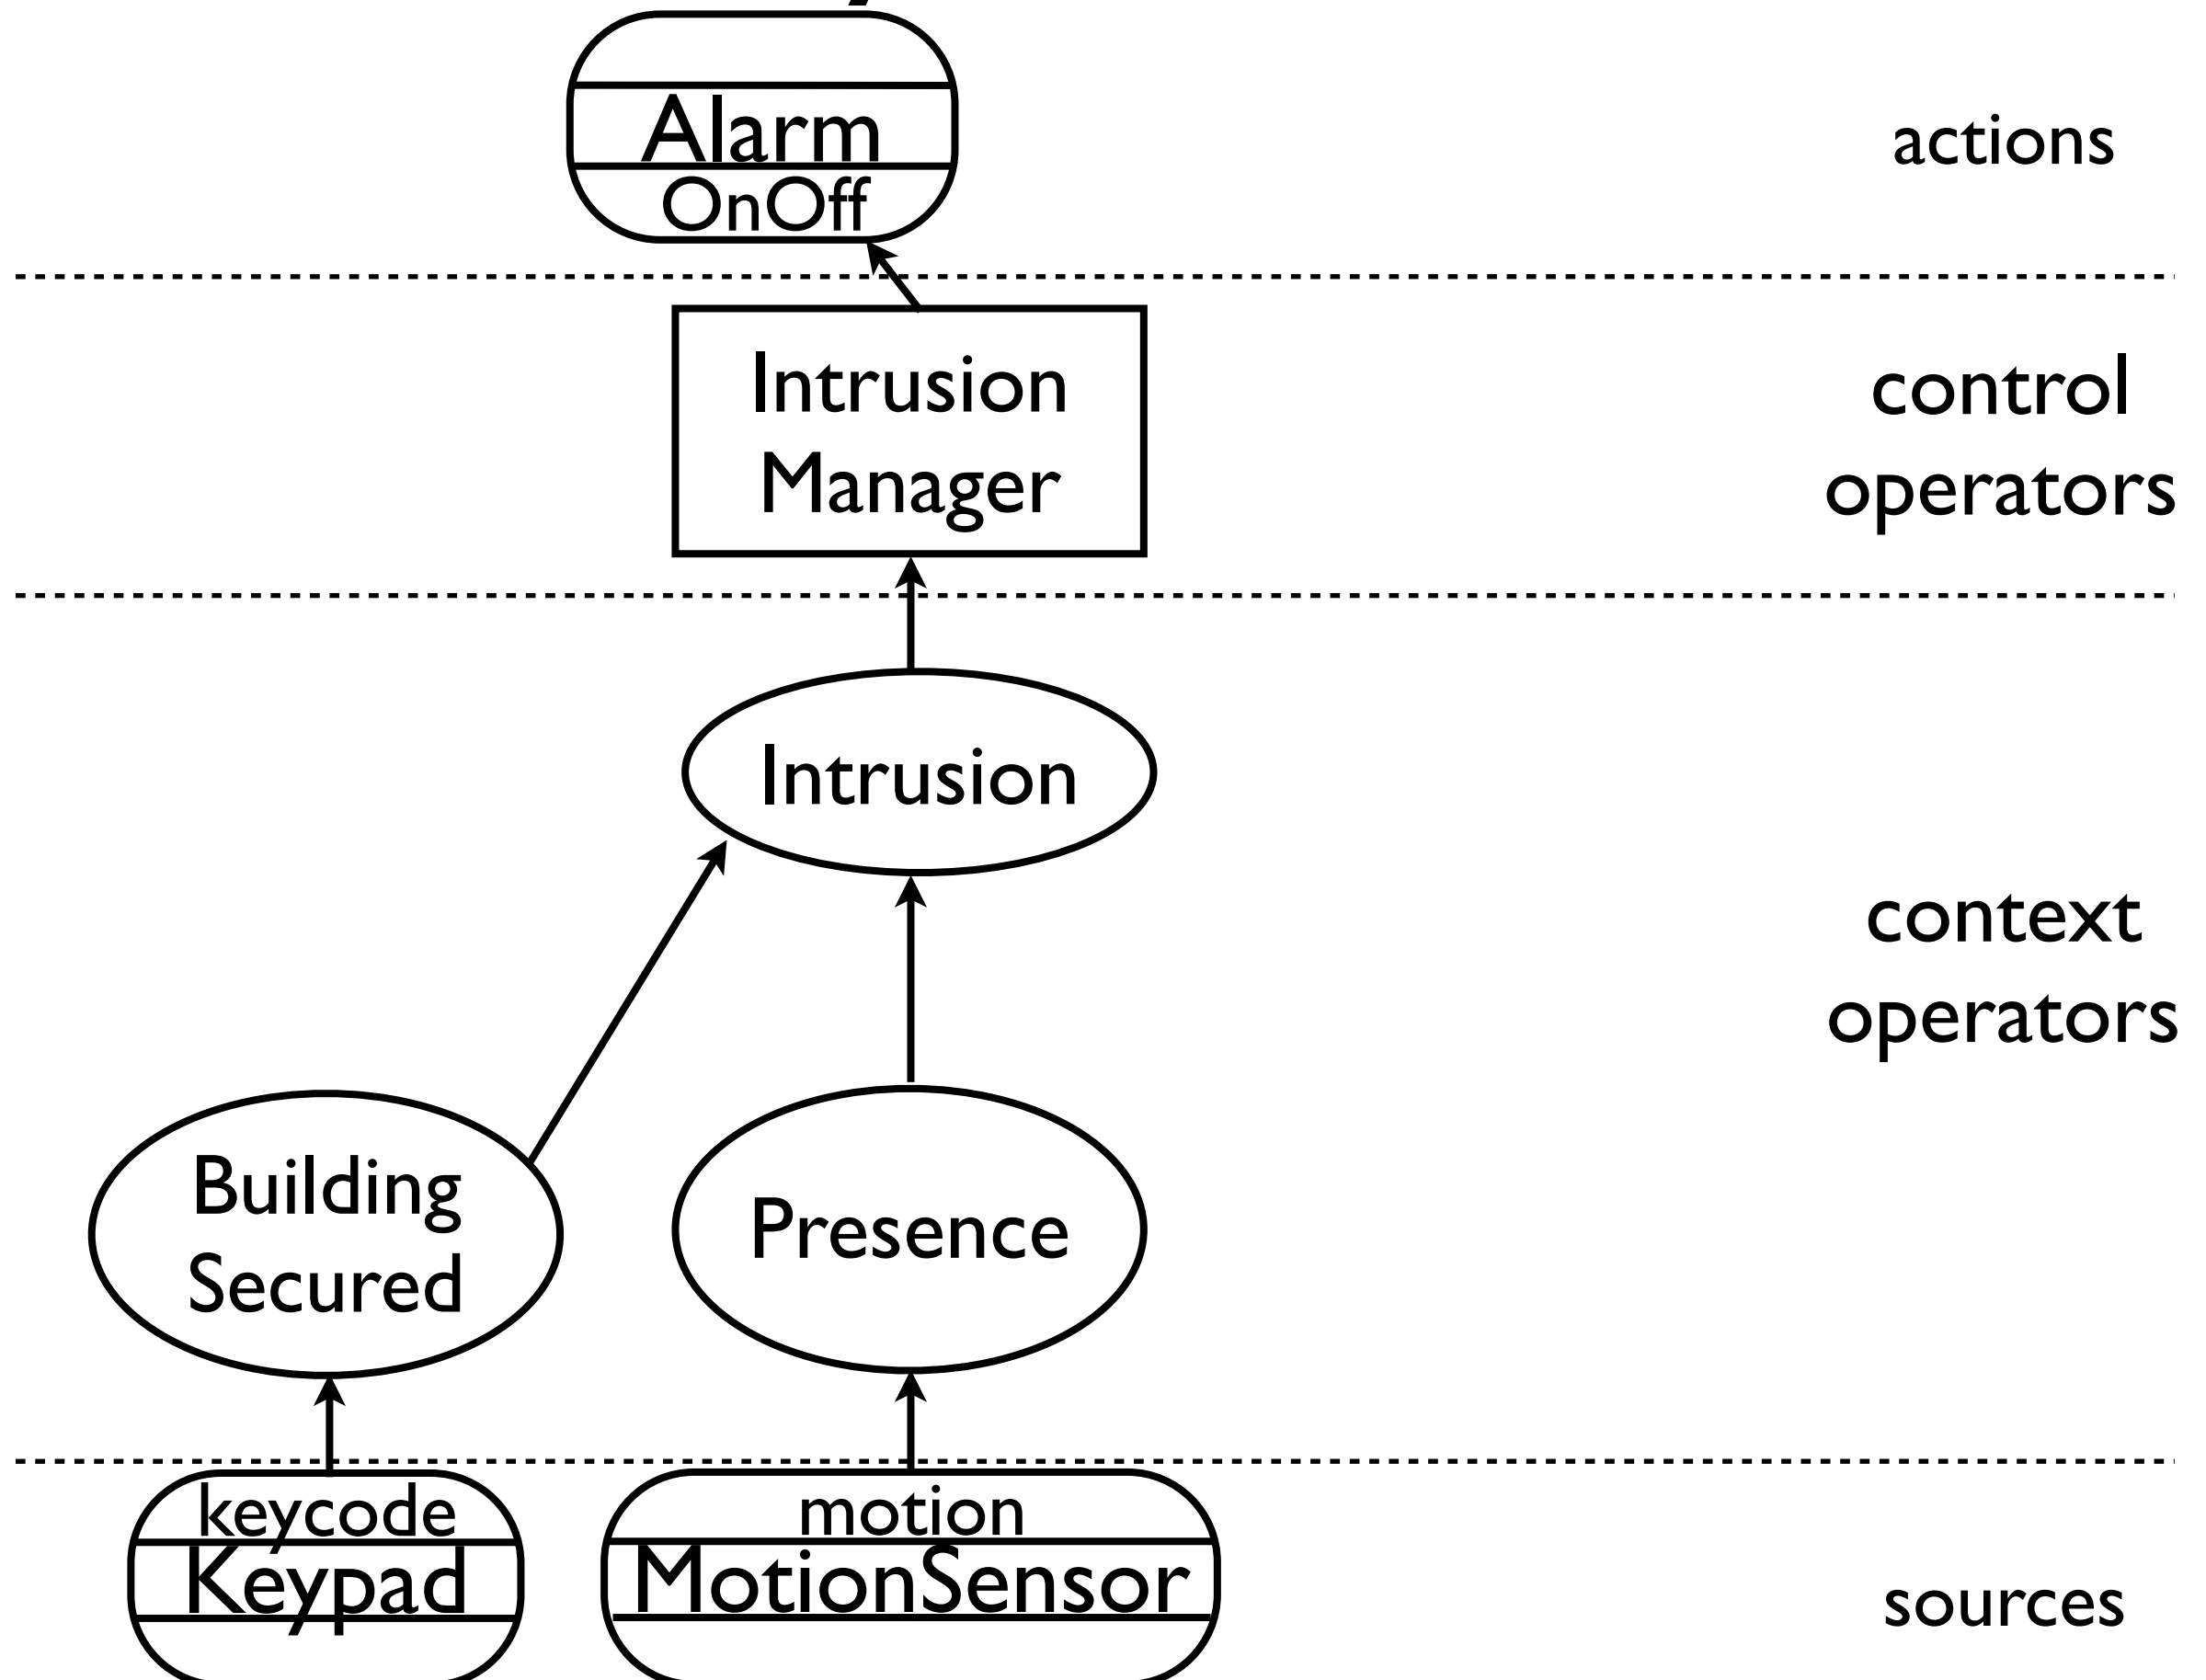 Alarm
OnOff
actions
Intrusion
Manager
control
operators
Intrusion
context
operators
Building
Secured
Presence
keycode
Keypad
motion
MotionSensor
sources